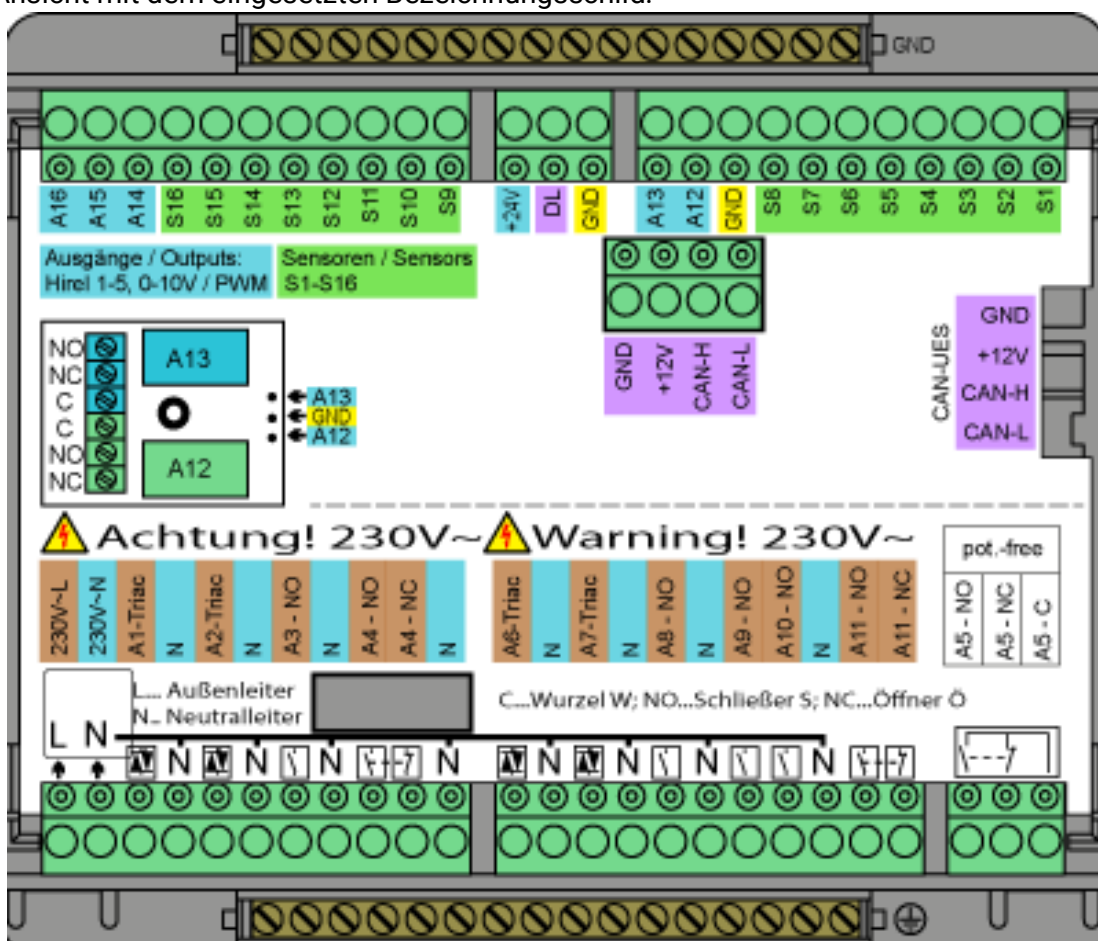 Ansicht mit dem eingesetzten Bezeichnungsschild.
GND
A16 A15 A14 S16 S15 S14 S13 S12 S11 S10 S9 +24V DL GND A13 A12 GND S8 S7 S6 S5 S4 S3 S2 S1
Ausgänge / Outputs:
Hirel 1-5, 0-10V / PWM
Sensoren / Sensors
S1-S16
GND +12V CAN-H CAN-L
CAN-UES
GND
+12V
CAN-H
CAN-L
NO
NC
C
C
NO
NC
A13
A12
A13
GND
A12
Achtung! 230V~ Warning! 230V~
pot.-free
230V~L 230V~N A1-Triac N A2-Triac N A3 - NO N A4 - NO A4 - NC N A6-Triac N A7-Triac N A8 - NO N A9 - NO A10 - NO N A11 - NO A11 - NC A5 - NO A5 - NC A5 - C
L... Außenleiter
N.. Neutralleiter
C...Wurzel W; NO...Schließer S; NC...Öffner Ö
L N N N N N N N N N